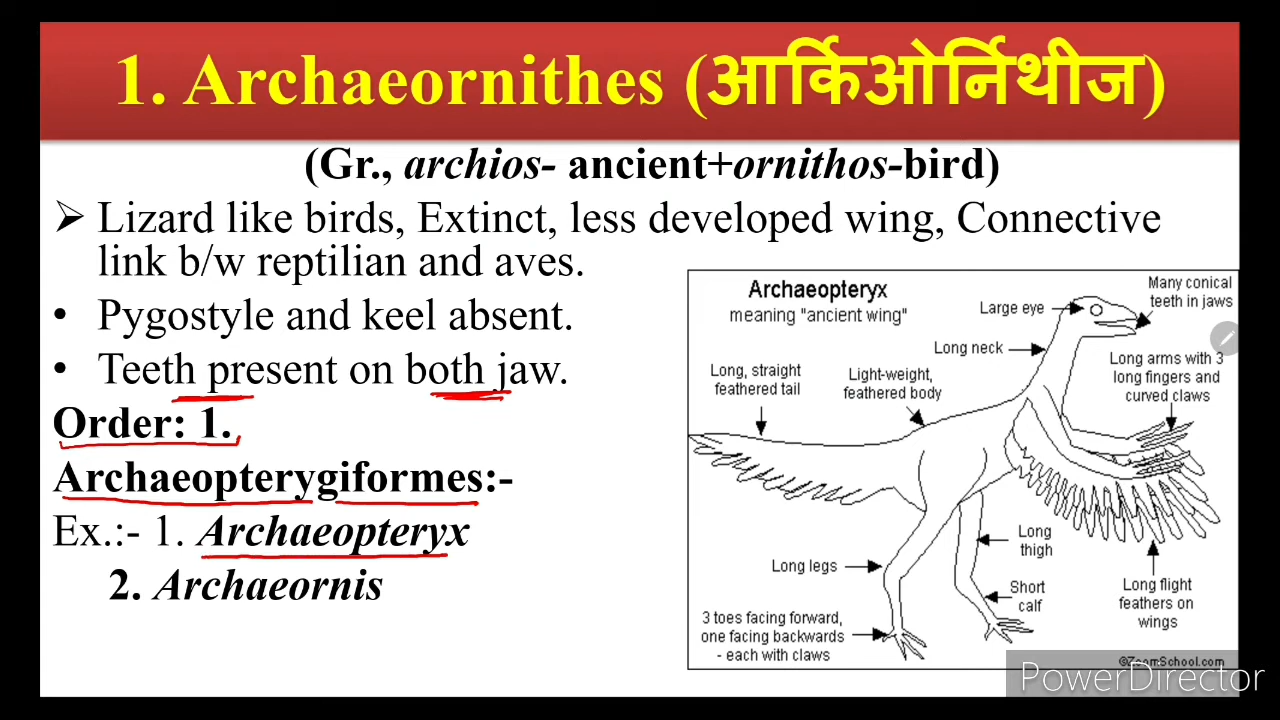 1. Archaeornithes (आर्किओर्निथीज)
(Gr., archios- ancient+ornithos-bird)
➤ Lizard like birds, Extinct, less developed wing, Connective
link b/w reptilian and aves.
• Pygostyle and keel absent.
• Teeth present on both jaw.
Order: 1.
Archaeopterygiformes:-
Ex.:- 1. Archaeopteryx
2. Archaeornis
Archaeopteryx
meaning "ancient wing"
Large eye
Many conical
teeth in jaws
Long neck
Long arms with 3
long fingers and
curved claws
Long, straight
feathered tail
Light-weight,
feathered body
Long
thigh
Long legs
Short
calf
Long flight
feathers on
wings
3 toes facing forward,
one facing backwards
- each with claws
©ZoomSchool.com
PowerDirector